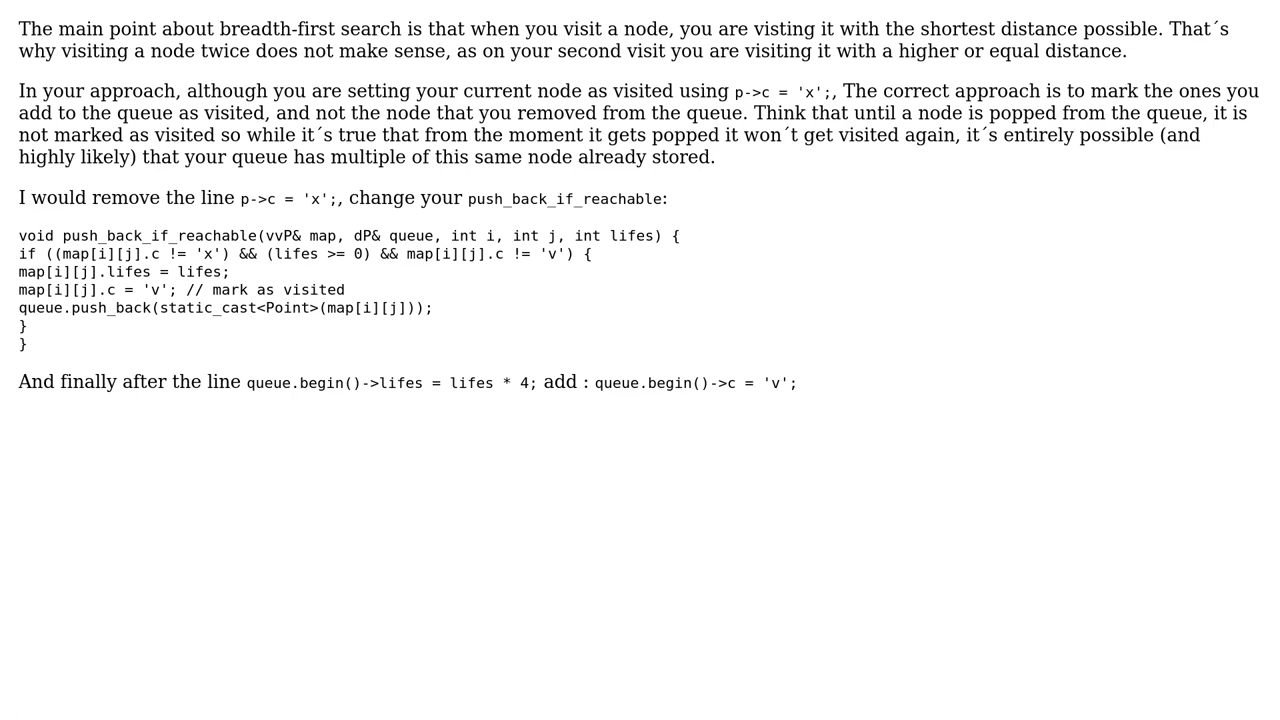 The main point about breadth-first search is that when you visit a node, you are visting it with the shortest distance possible. That´s
why visiting a node twice does not make sense, as on your second visit you are visiting it with a higher or equal distance.
In your approach, although you are setting your current node as visited using p->c = 'x';, The correct approach is to mark the ones you
add to the queue as visited, and not the node that you removed from the queue. Think that until a node is popped from the queue, it is
not marked as visited so while it´s true that from the moment it gets popped it won´t get visited again, it´s entirely possible (and
highly likely) that your queue has multiple of this same node already stored.
I would remove the line p->c = 'x';, change your push_back_if_reachable:
void push_back_if_reachable(vvP& map, dP& queue, int i, int j, int lifes) {
if ((map[i][j].c != 'x') && (lifes >= 0) && map[i][j].c != 'v') {
map[i][j].lifes = lifes;
map[i][j].c = 'v'; // mark as visited
queue.push_back(static_cast<Point>(map[i][j]));
}
}
And finally after the line queue.begin()->lifes = lifes * 4; add : queue.begin()->c = 'v';